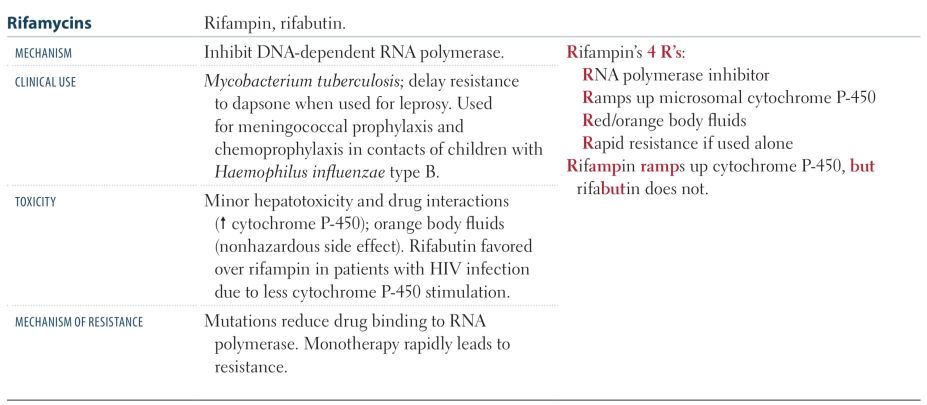 Rifamycins
Rifampin, rifabutin.
MECHANISM
Inhibit DNA-dependent RNA polymerase.
CLINICAL USE
Mycobacterium tuberculosis; delay resistance
to dapsone when used for leprosy. Used
for meningococcal prophylaxis and
chemoprophylaxis in contacts of children with
Haemophilus influenzae type B.
TOXICITY
Minor hepatotoxicity and drug interactions
(↑ cytochrome P-450); orange body fluids
(nonhazardous side effect). Rifabutin favored
over rifampin in patients with HIV infection
due to less cytochrome P-450 stimulation.
MECHANISM OF RESISTANCE
Mutations reduce drug binding to RNA
polymerase. Monotherapy rapidly leads to
resistance.
Rifampin's 4 R's:
RNA polymerase inhibitor
Ramps up microsomal cytochrome P-450
Red/orange body fluids
Rapid resistance if used alone
Rifampin ramps up cytochrome P-450, but
rifabutin does not.